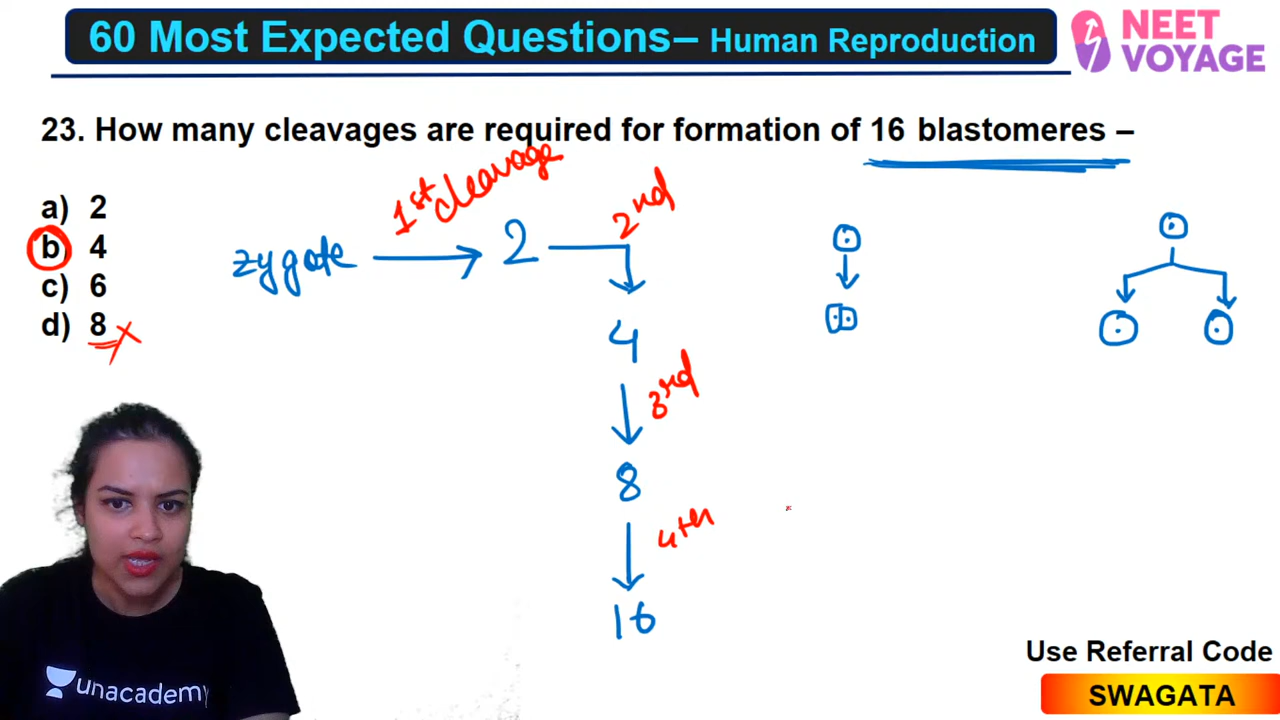 60 Most Expected Questions– Human Reproduction
NEET
VOYAGE
23. How many cleavages are required for formation of 16 blastomeres –
a) 2
b) 4
c) 6
d) 8
zygote
1st cleavage
2
2nd
4
3rd
8
4th
16
unacademy
Use Referral Code
SWAGATA